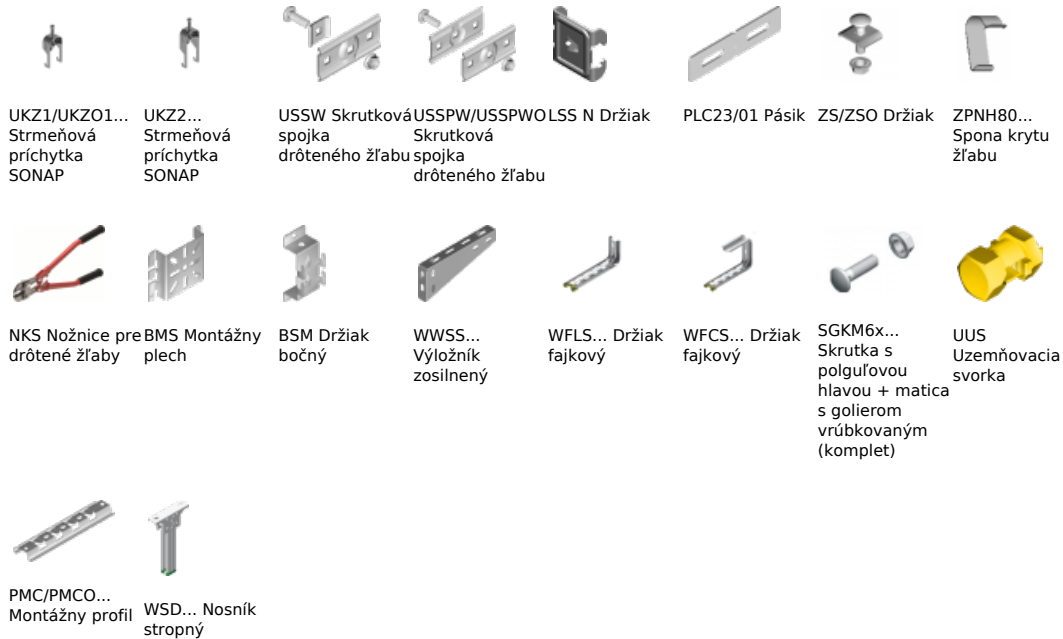 UKZ1/UKZO1...
Strmeňová
príchytka
SONAP
UKZ2...
Strmeňová
príchytka
SONAP
USSW Skrutková
spojka
drôteného žľabu
USSPW/USSPWO
Skrutková
spojka
drôteného žľabu
LSS N Držiak
PLC23/01 Pásik
ZS/ZSO Držiak
ZPNH80...
Spona krytu
žľabu
NKS Nožnice pre
drôtené žľaby
BMS Montážny
plech
BSM Držiak
bočný
WWSS...
Výložník
zosilnený
WFLS... Držiak
fajkový
WFCS... Držiak
fajkový
SGKM6x...
Skrutka s
polguľovou
hlavou + matica
s golierom
vrúbkovaným
(komplet)
UUS
Uzemňovacia
svorka
PMC/PMCO...
Montážny profil
WSD... Nosník
stropný